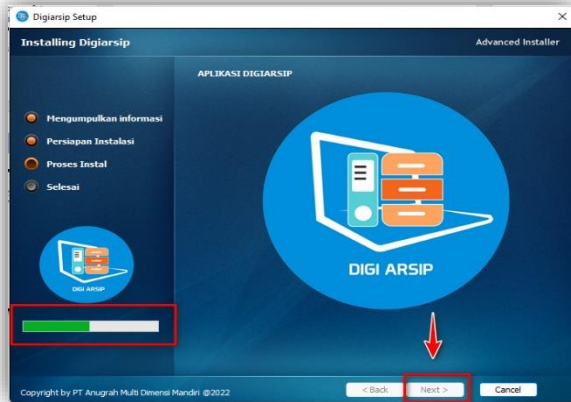 Digiarsip Setup
Installing Digiarsip
Advanced Installer
APLIKASI DIGIARSIP
Mengumpulkan informasi
Persiapan Instalasi
Proses Instal
Selesai
DIGI ARSIP
DIGI ARSIP
Copyright by PT Anugrah Multi Dimensi Mandiri @2022
< Back
Next >
Cancel